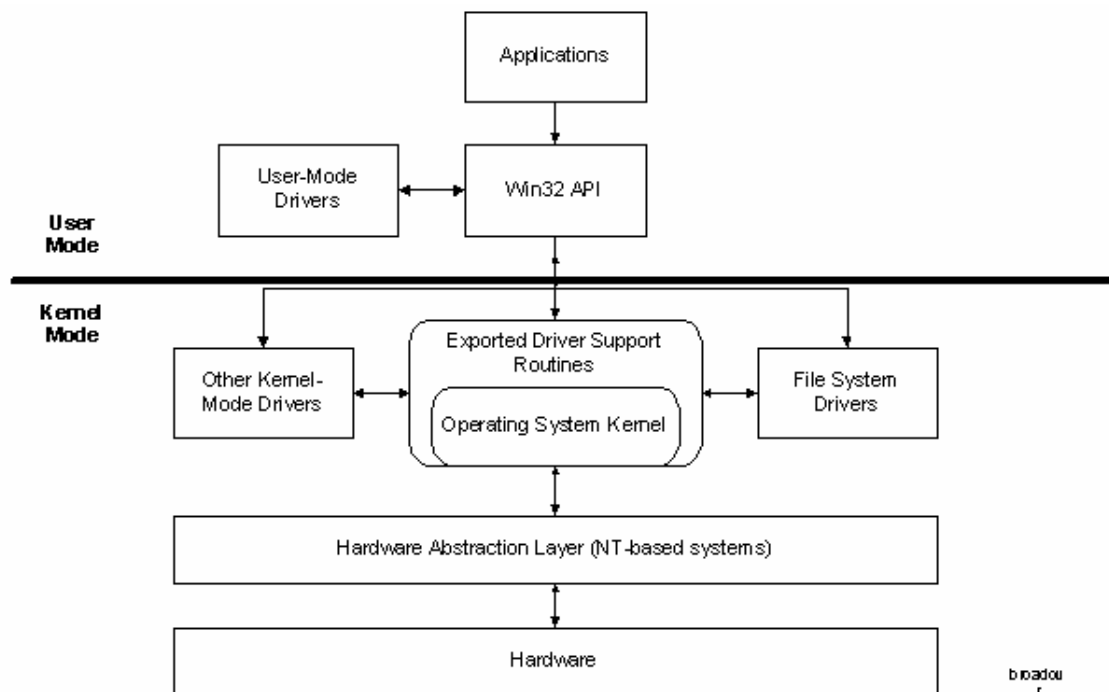 Applications
User-Mode
Drivers
Win32 API
User
Mode
Kernel
Mode
Exported Driver Support
Routines
Other Kernel-
Mode Drivers
File System
Drivers
Operating System Kernel
Hardware Abstraction Layer (NT-based systems)
Hardware
broadou
r